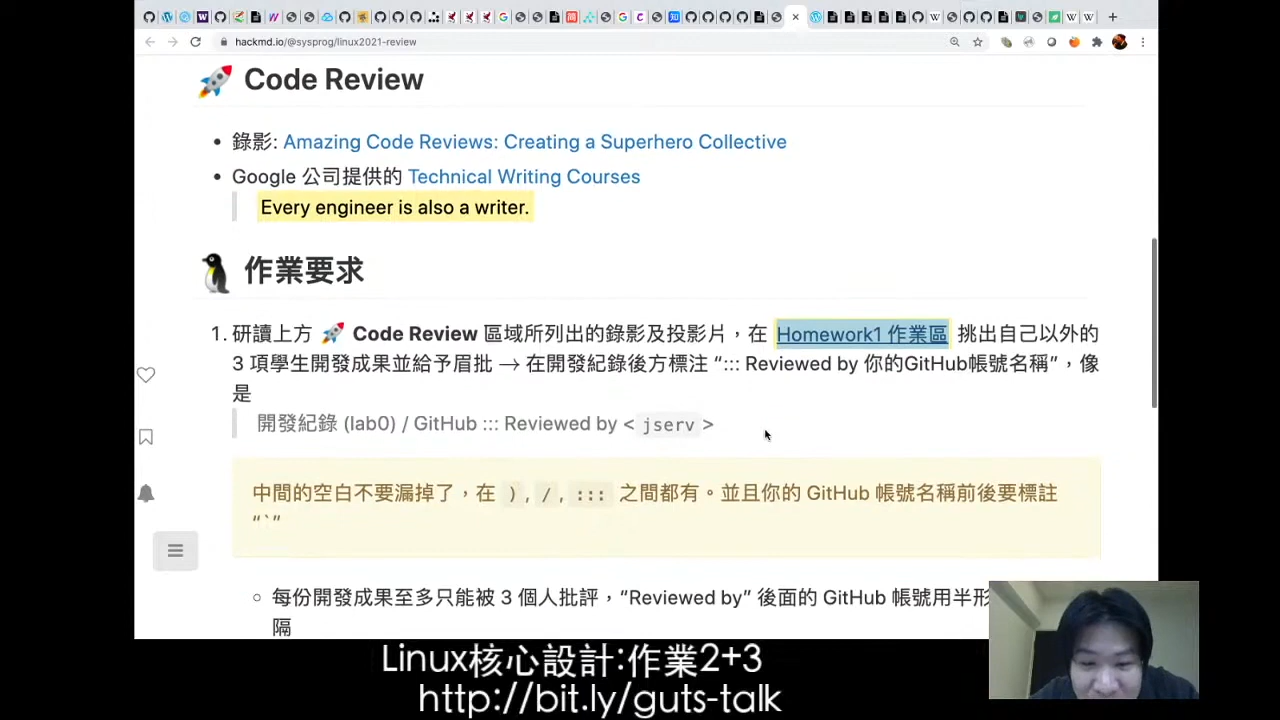 hackmd.io/@sysprog/linux2021-review
Code Review
錄影: Amazing Code Reviews: Creating a Superhero Collective
Google 公司提供的 Technical Writing Courses
Every engineer is also a writer.
作業要求
1. 研讀上方 🚀 Code Review 區域所列出的錄影及投影片，在 Homework1 作業區 挑出自己以外的
3 項學生開發成果並給予眉批 → 在開發紀錄後方標注 “::: Reviewed by 你的GitHub帳號名稱”，像
是
開發紀錄 (lab0) / GitHub ::: Reviewed by < jserv >
中間的空白不要漏掉了，在 ) , / , ::: 之間都有。並且你的 GitHub 帳號名稱前後要標註
“`”
每份開發成果至多只能被 3 個人批評，“Reviewed by” 後面的 GitHub 帳號用半形
隔
Linux核心設計:作業2+3
http://bit.ly/guts-talk